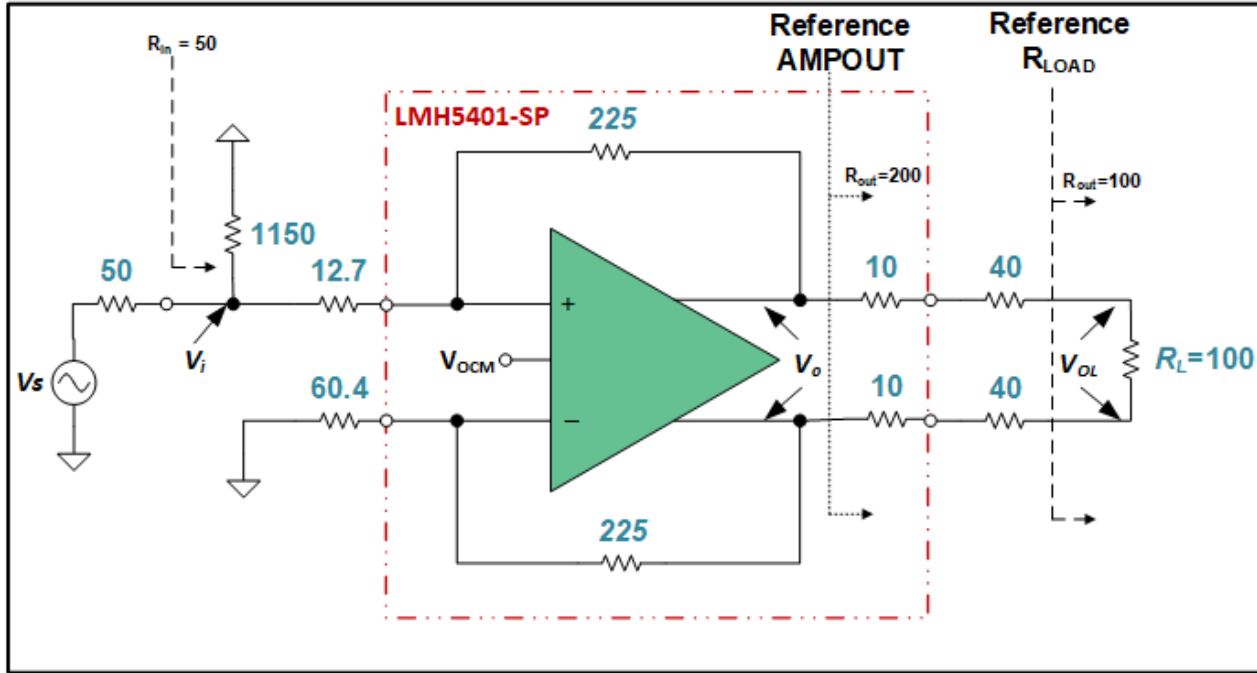 Reference
AMPOUT
Reference
RLOAD
Rin = 50
LMH5401-SP
225
Rout=200
Rout=100
1150
50
12.7
10
40
+
Vi
VOCM
Vo
VOL
RL=100
Vs
60.4
10
40
−
225